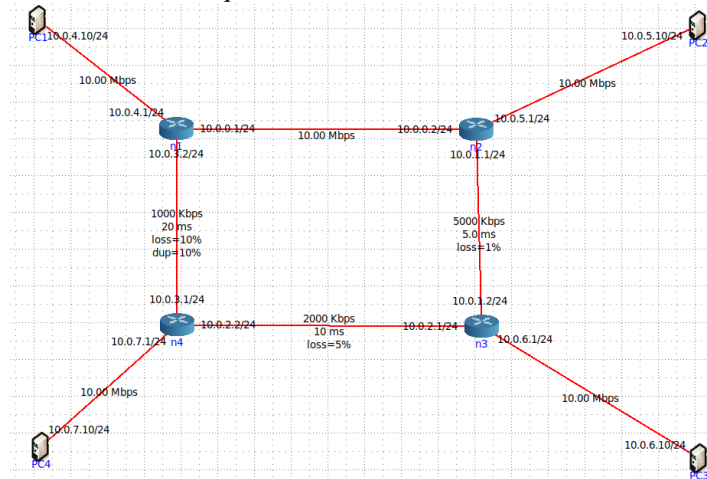 PC1
10.0.4.10/24
10.0.5.10/24
PC2
10.00 Mbps
10.00 Mbps
10.0.4.1/24
10.0.5.1/24
10.0.0.1/24
10.00 Mbps
10.0.0.2/24
n1
n2
10.0.3.2/24
10.0.1.1/24
1000 Kbps
20 ms
loss=10%
dup=10%
5000 Kbps
5.0 ms
loss=1%
10.0.3.1/24
10.0.1.2/24
10.0.2.2/24
2000 Kbps
10 ms
loss=5%
10.0.2.1/24
10.0.7.1/24
n4
n3
10.0.6.1/24
10.00 Mbps
10.00 Mbps
10.0.7.10/24
PC4
10.0.6.10/24
PC3